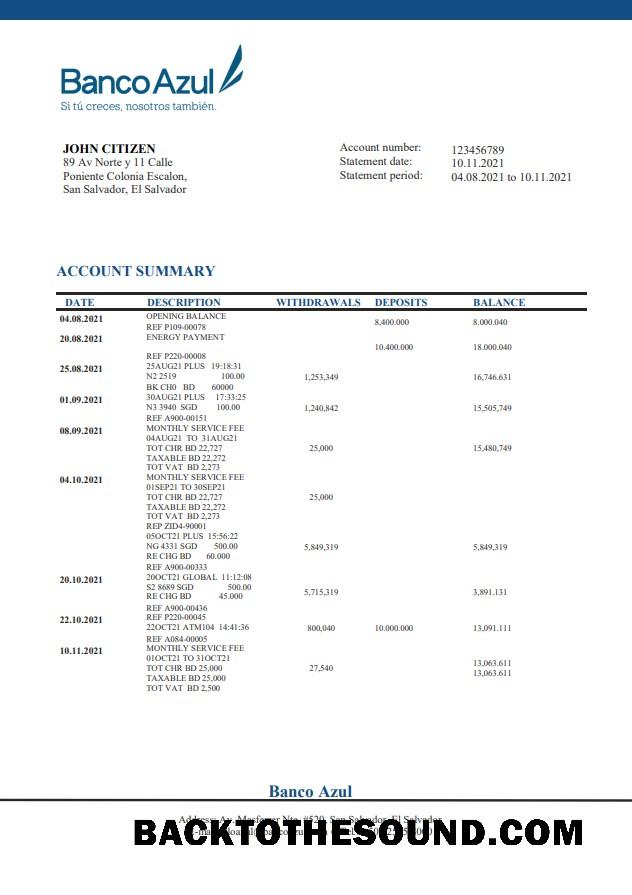 Banco Azul
Si tú creces, nosotros también.
JOHN CITIZEN
89 Av Norte y 11 Calle
Poniente Colonia Escalon,
San Salvador, El Salvador
Account number: 123456789
Statement date: 10.11.2021
Statement period: 04.08.2021 to 10.11.2021
ACCOUNT SUMMARY
DATE DESCRIPTION WITHDRAWALS DEPOSITS BALANCE
04.08.2021 OPENING BALANCE
8,400.000 8.000.040
REF P109-00078
20.08.2021 ENERGY PAYMENT
10.400.000 18.000.040
REF P220-00008
25.08.2021 25AUG21 PLUS 19:18:31
N2 2519 100.00 1,253,349 16,746.631
BK CH0 BD 60000
01.09.2021 30AUG21 PLUS 17:33:25
N3 3940 SGD 100.00 1,240,842 15,505,749
REF A900-00151
08.09.2021 MONTHLY SERVICE FEE
04AUG21 TO 31AUG21
TOT CHR BD 22,727 25,000 15,480,749
TAXABLE BD 22,272
TOT VAT BD 2,273
04.10.2021 MONTHLY SERVICE FEE
01SEP21 TO 30SEP21
TOT CHR BD 22,727 25,000
TAXABLE BD 22,272
TOT VAT BD 2,273
REP ZID4-90001
05OCT21 PLUS 15:56:22
NG 4331 SGD 500.00 5,849,319 5,849,319
RE CHG BD 60.000
REF A900-00333
20.10.2021 20OCT21 GLOBAL 11:12:08
S2 8689 SGD 500.00 5,715,319 3,891.131
RE CHG BD 45.000
REF A900-00436
22.10.2021 REF P220-00045
22OCT21 ATM104 14:41:36 800,040 10.000.000 13,091.111
REF A084-00005
10.11.2021 MONTHLY SERVICE FEE
01OCT21 TO 31OCT21
13,063.611
TOT CHR BD 25,000 27,540
13,063.611
TAXABLE BD 25,000
TOT VAT BD 2,500
Banco Azul
Address: Av. Nte. #520, San Salvador, El Salvador
BACKTOTHESOUND.COM